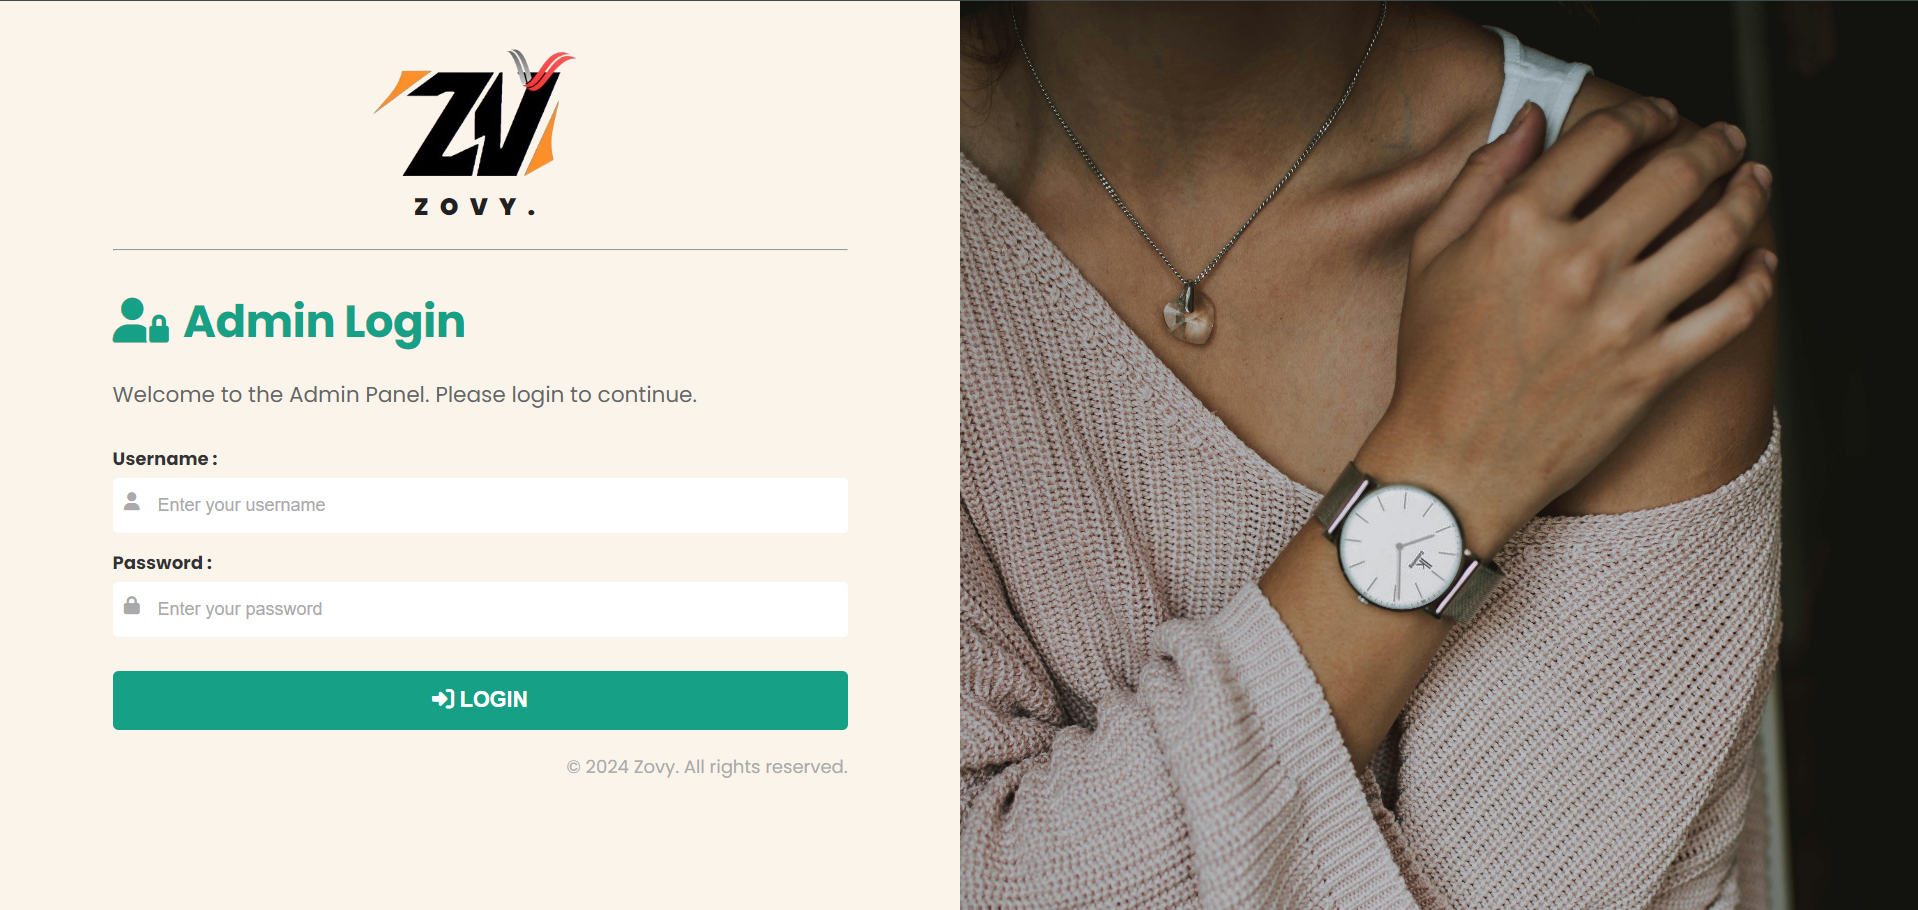 ZV
ZOVY.
Admin Login
Welcome to the Admin Panel. Please login to continue.
Username :
Enter your username
Password :
Enter your password
LOGIN
© 2024 Zovy. All rights reserved.